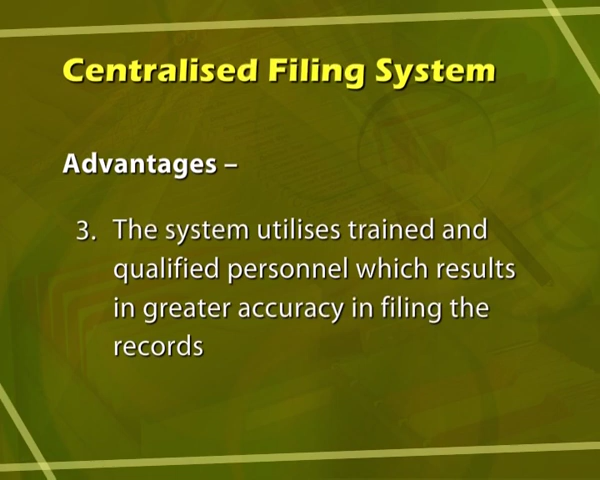 Centralised Filing System
Advantages –
3. The system utilises trained and
qualified personnel which results
in greater accuracy in filing the
records